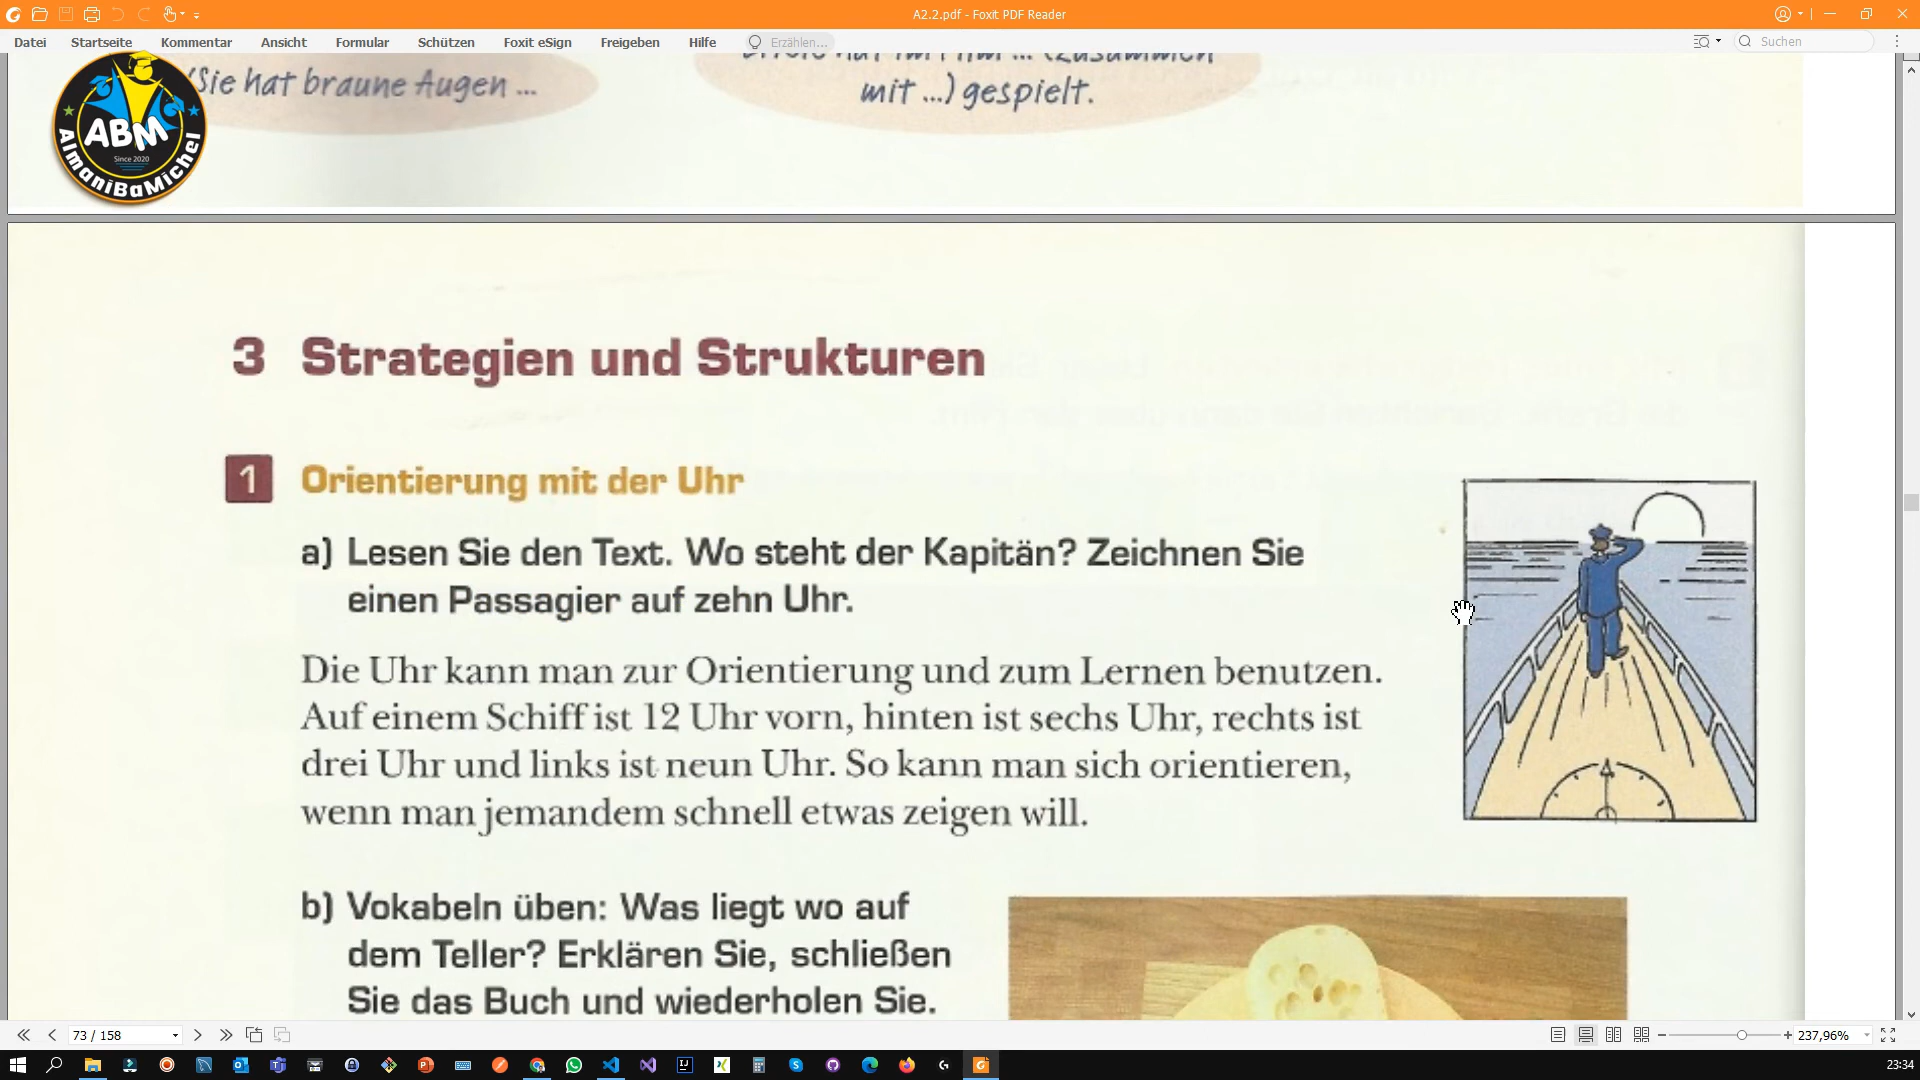 A2.2.pdf - Foxit PDF Reader
Datei Startseite Kommentar Ansicht Formular Schützen Foxit eSign Freigeben Hilfe Erzählen... Suchen
(Sie hat braune Augen ...
mit ...) gespielt.
ABM
Since 2020
AlmaniBaMichel
3 Strategien und Strukturen
1 Orientierung mit der Uhr
a) Lesen Sie den Text. Wo steht der Kapitän? Zeichnen Sie
einen Passagier auf zehn Uhr.
Die Uhr kann man zur Orientierung und zum Lernen benutzen.
Auf einem Schiff ist 12 Uhr vorn, hinten ist sechs Uhr, rechts ist
drei Uhr und links ist neun Uhr. So kann man sich orientieren,
wenn man jemandem schnell etwas zeigen will.
b) Vokabeln üben: Was liegt wo auf
dem Teller? Erklären Sie, schließen
Sie das Buch und wiederholen Sie.
73 / 158
237,96%
23:34